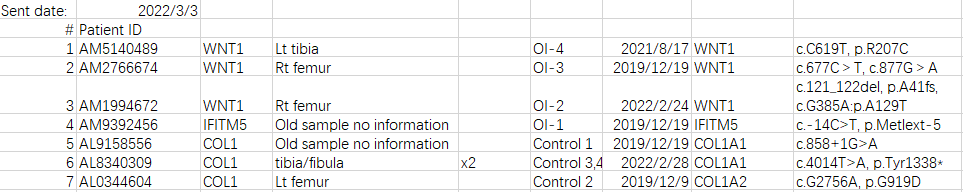 Sent date: 2022/3/3
# Patient ID
1 AM5140489 WNT1 Lt tibia OI-4 2021/8/17 WNT1 c.C619T, p.R207C
2 AM2766674 WNT1 Rt femur OI-3 2019/12/19 WNT1 c.677C > T, c.877G > A
c.121_122del, p.A41fs,
3 AM1994672 WNT1 Rt femur OI-2 2022/2/24 WNT1 c.G385A:p.A129T
4 AM9392456 IFITM5 Old sample no information OI-1 2019/12/19 IFITM5 c.-14C>T, p.Metlext-5
5 AL9158556 COL1 Old sample no information Control 1 2019/12/19 COL1A1 c.858+1G>A
6 AL8340309 COL1 tibia/fibula x2 Control 3,4 2022/2/28 COL1A1 c.4014T>A, p.Tyr1338*
7 AL0344604 COL1 Lt femur Control 2 2019/12/9 COL1A2 c.G2756A, p.G919D